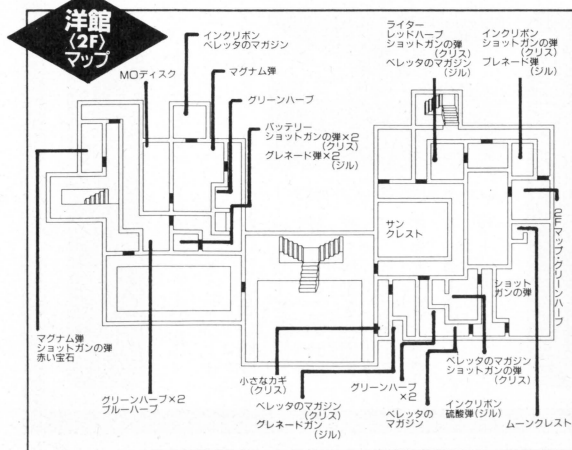 洋館
〈2F〉
マップ
MOディスク
インクリボン
ベレッタのマガジン
マグナム弾
グリーンハーブ
バッテリー
ショットガンの弾×2
(クリス)
グレネード弾×2
(ジル)
ライター
レッドハーブ
ショットガンの弾
(クリス)
ベレッタのマガジン
(ジル)
インクリボン
ショットガンの弾
(クリス)
ブレネード弾
(ジル)
サン
クレスト
2Fマップ・グリーンハーブ
ショット
ガンの弾
マグナム弾
ショットガンの弾
赤い宝石
グリーンハーブ×2
ブルーハーブ
小さなカギ
(クリス)
ベレッタのマガジン
(クリス)
グレネードガン
(ジル)
グリーンハーブ
×2
ベレッタの
マガジン
ベレッタのマガジン
ショットガンの弾
(クリス)
インクリボン
硫酸弾(ジル)
ムーンクレスト